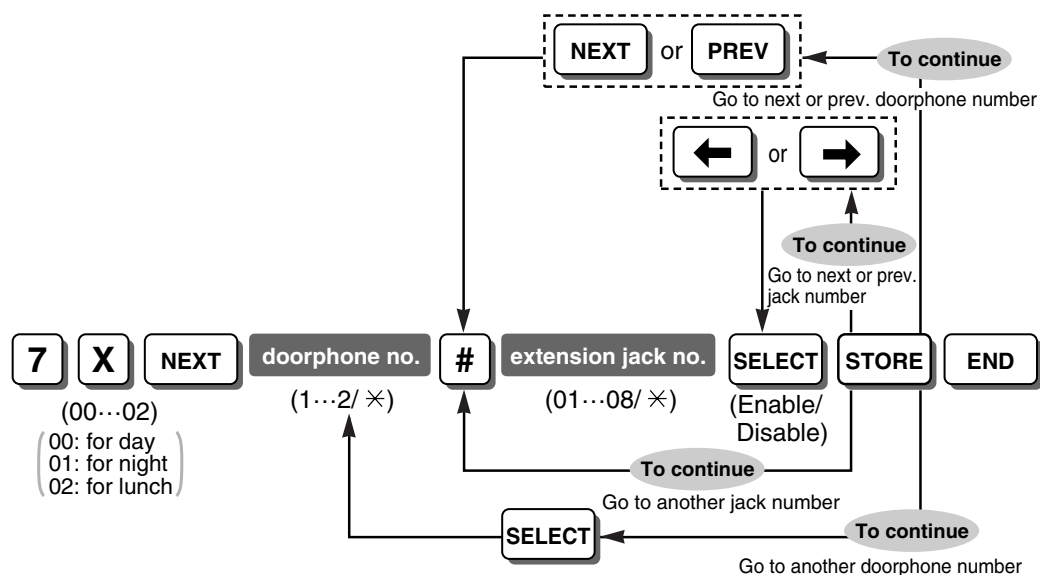 NEXT or PREV
To continue
Go to next or prev. doorphone number
← or →
To continue
Go to next or prev.
jack number
7 X NEXT doorphone no. # extension jack no. SELECT STORE END
(00⋯02)
00: for day
01: for night
02: for lunch
(1⋯2/ ✳)
(01⋯08/ ✳)
(Enable/
Disable)
To continue
Go to another jack number
SELECT
To continue
Go to another doorphone number